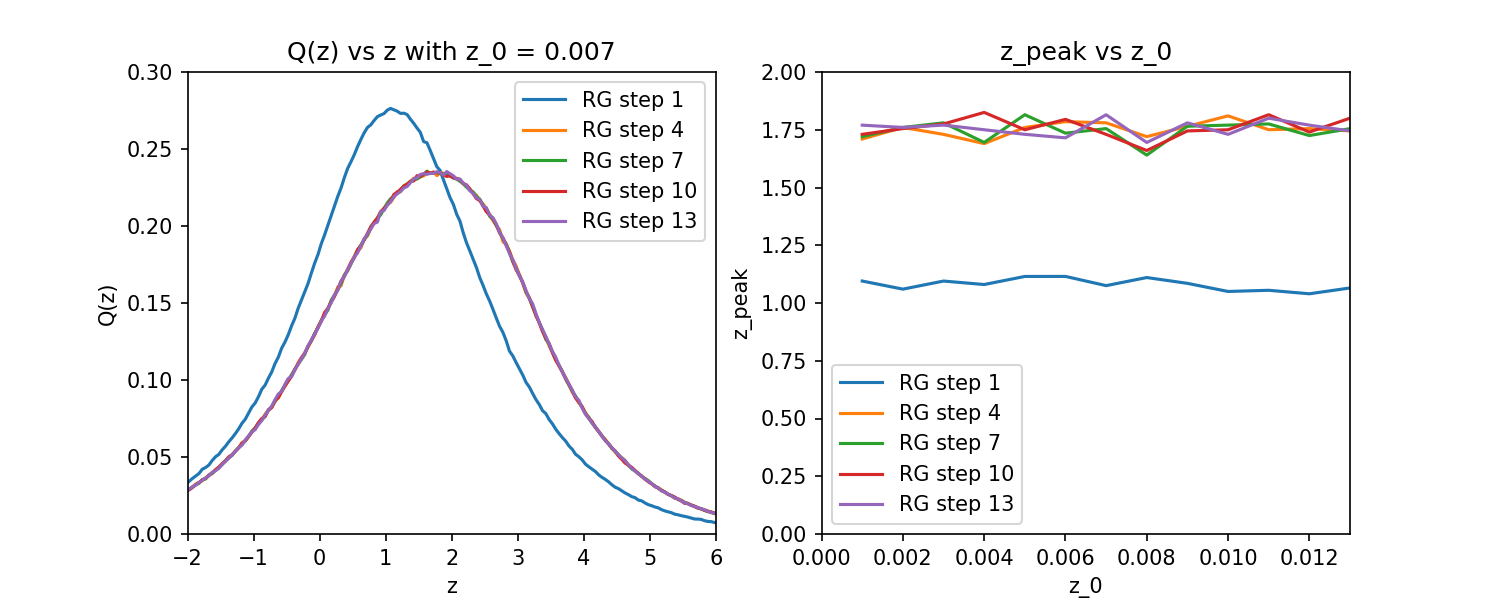 Q(z) vs z with z_0 = 0.007
0.30
0.25
0.20
0.15
0.10
0.05
0.00
Q(z)
−2
−1
0
1
2
3
4
5
6
z
RG step 1
RG step 4
RG step 7
RG step 10
RG step 13
z_peak vs z_0
2.00
1.75
1.50
1.25
1.00
0.75
0.50
0.25
0.00
z_peak
0.000
0.002
0.004
0.006
0.008
0.010
0.012
z_0
RG step 1
RG step 4
RG step 7
RG step 10
RG step 13